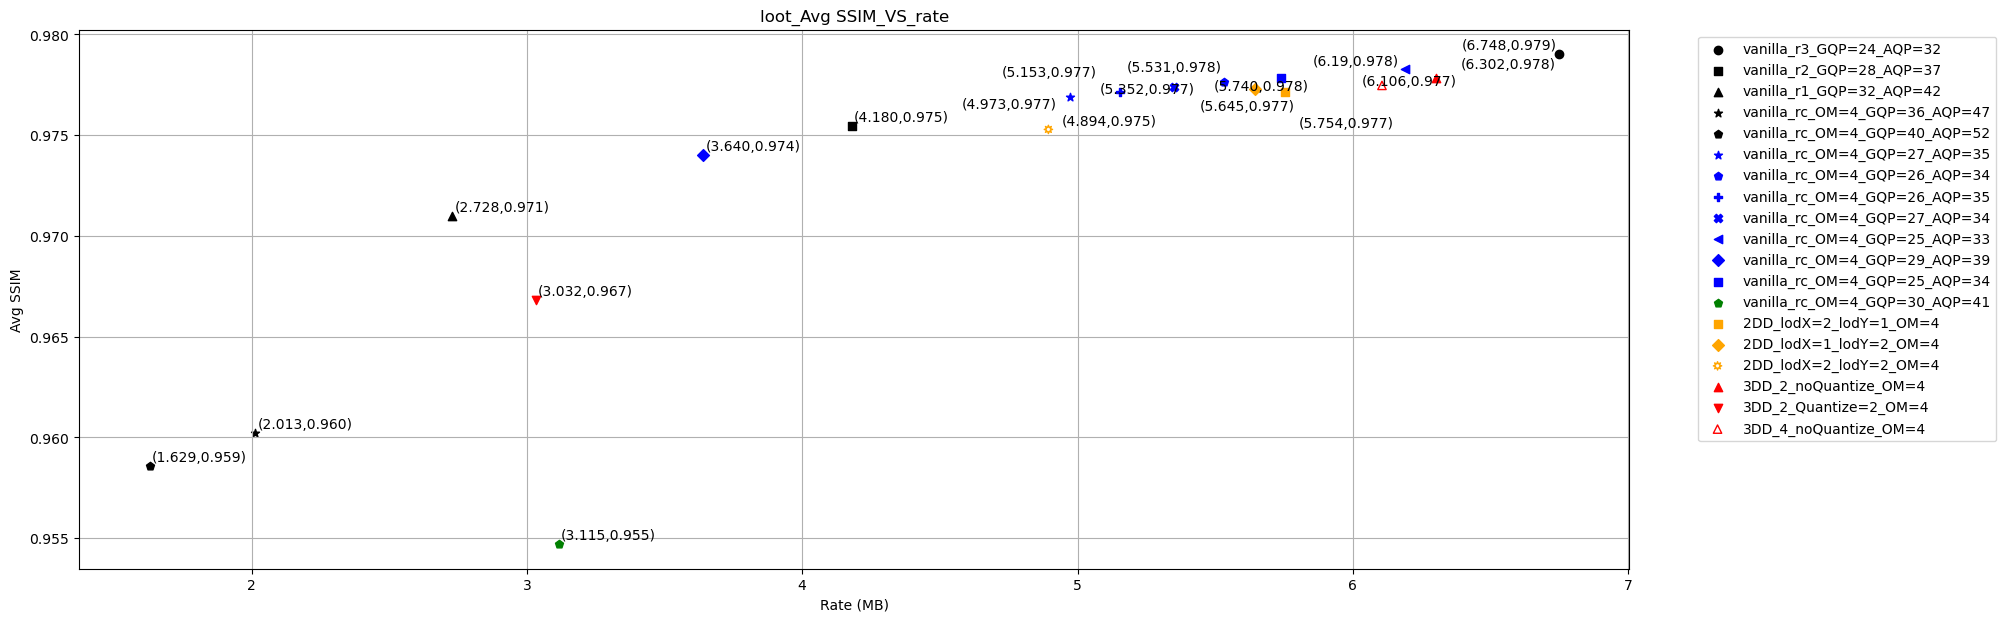 loot_Avg SSIM_VS_rate
0.980
0.975
0.970
0.965
0.960
0.955
Avg SSIM
2
3
4
5
6
7
Rate (MB)
(6.748,0.979)
(6.302,0.978)
(6.19,0.978)
(6.106,0.977)
(5.531,0.978)
(5.740,0.978)
(5.153,0.977)
(5.352,0.977)
(5.645,0.977)
(5.754,0.977)
(4.973,0.977)
(4.894,0.975)
(4.180,0.975)
(3.640,0.974)
(2.728,0.971)
(3.032,0.967)
(2.013,0.960)
(1.629,0.959)
(3.115,0.955)
vanilla_r3_GQP=24_AQP=32
vanilla_r2_GQP=28_AQP=37
vanilla_r1_GQP=32_AQP=42
vanilla_rc_OM=4_GQP=36_AQP=47
vanilla_rc_OM=4_GQP=40_AQP=52
vanilla_rc_OM=4_GQP=27_AQP=35
vanilla_rc_OM=4_GQP=26_AQP=34
vanilla_rc_OM=4_GQP=26_AQP=35
vanilla_rc_OM=4_GQP=27_AQP=34
vanilla_rc_OM=4_GQP=25_AQP=33
vanilla_rc_OM=4_GQP=29_AQP=39
vanilla_rc_OM=4_GQP=25_AQP=34
vanilla_rc_OM=4_GQP=30_AQP=41
2DD_lodX=2_lodY=1_OM=4
2DD_lodX=1_lodY=2_OM=4
2DD_lodX=2_lodY=2_OM=4
3DD_2_noQuantize_OM=4
3DD_2_Quantize=2_OM=4
3DD_4_noQuantize_OM=4